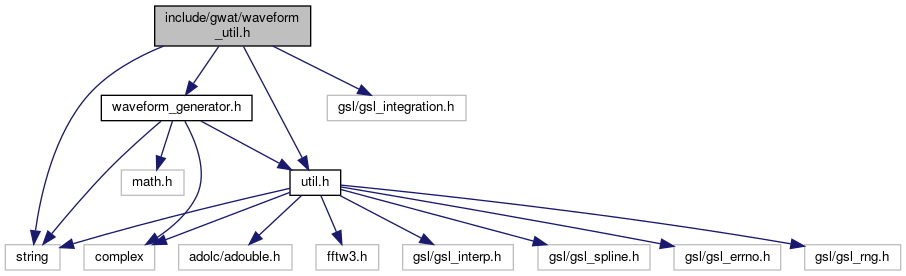 include/gwat/waveform
_util.h
waveform_generator.h
gsl/gsl_integration.h
math.h
util.h
string
complex
adolc/adouble.h
fftw3.h
gsl/gsl_interp.h
gsl/gsl_spline.h
gsl/gsl_errno.h
gsl/gsl_rng.h